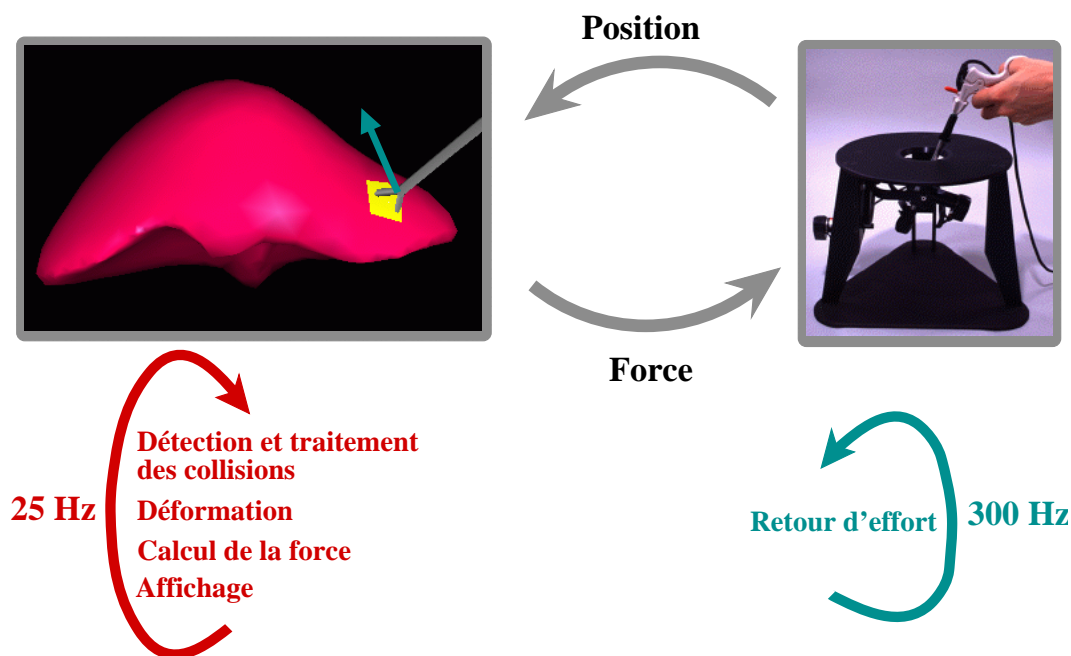 Position
Force
Détection et traitement
des collisions
25 Hz
Déformation
Calcul de la force
Affichage
Retour d’effort
300 Hz